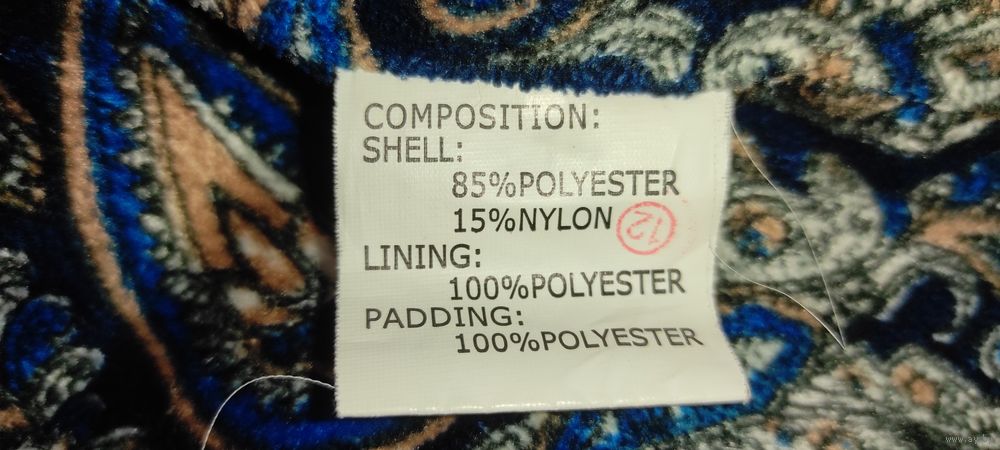 COMPOSITION:
SHELL:
85%POLYESTER
15%NYLON
12
LINING:
100%POLYESTER
PADDING:
100%POLYESTER